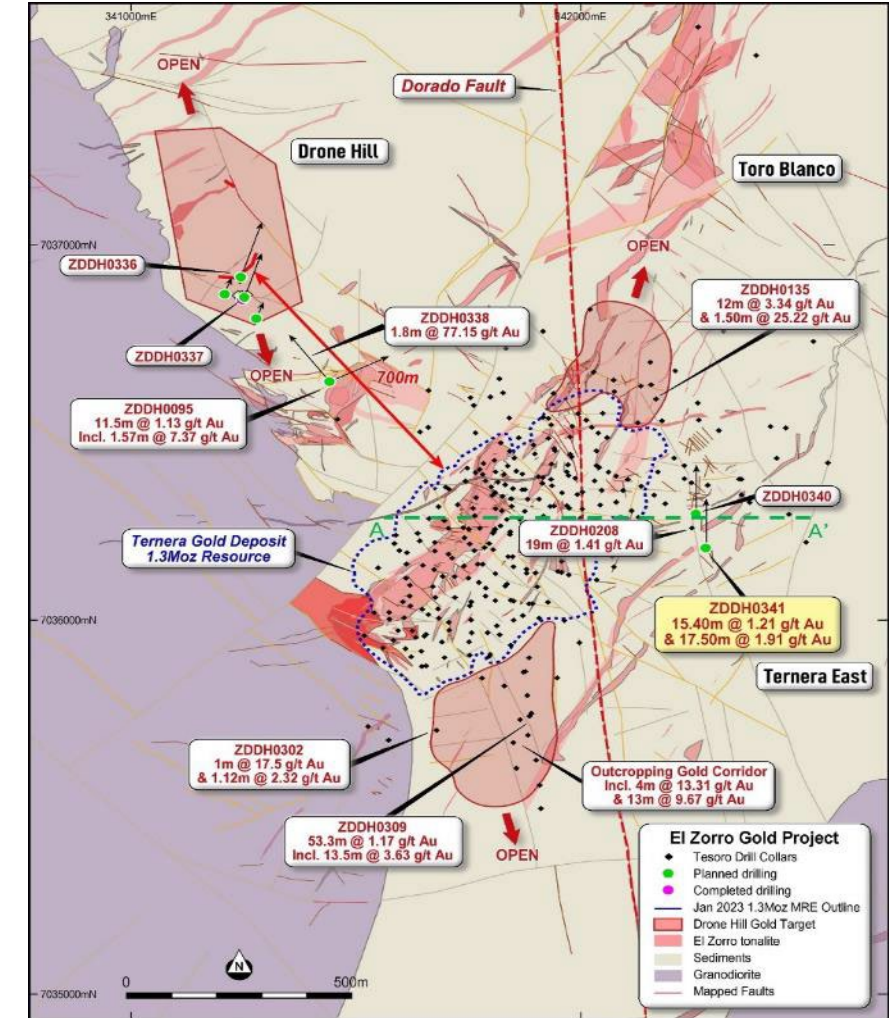 341000mE
342000mE
OPEN
Dorado Fault
Drone Hill
Toro Blanco
7037000mN
OPEN
ZDDH0336
ZDDH0135
12m @ 3.34 g/t Au
& 1.50m @ 25.22 g/t Au
ZDDH0338
1.8m @ 77.15 g/t Au
ZDDH0337
OPEN
700m
ZDDH0095
11.5m @ 1.13 g/t Au
Incl. 1.57m @ 7.37 g/t Au
ZDDH0340
A
A'
ZDDH0208
19m @ 1.41 g/t Au
Ternera Gold Deposit
1.3Moz Resource
7036000mN
ZDDH0341
15.40m @ 1.21 g/t Au
& 17.50m @ 1.91 g/t Au
Ternera East
ZDDH0302
1m @ 17.5 g/t Au
& 1.12m @ 2.32 g/t Au
Outcropping Gold Corridor
Incl. 4m @ 13.31 g/t Au
& 13m @ 9.67 g/t Au
ZDDH0309
53.3m @ 1.17 g/t Au
Incl. 13.5m @ 3.63 g/t Au
OPEN
El Zorro Gold Project
Tesoro Drill Collars
Planned drilling
Completed drilling
Jan 2023 1.3Moz MRE Outline
Drone Hill Gold Target
El Zorro tonalite
Sediments
Granodiorite
Mapped Faults
N
0
500m
7035000mN